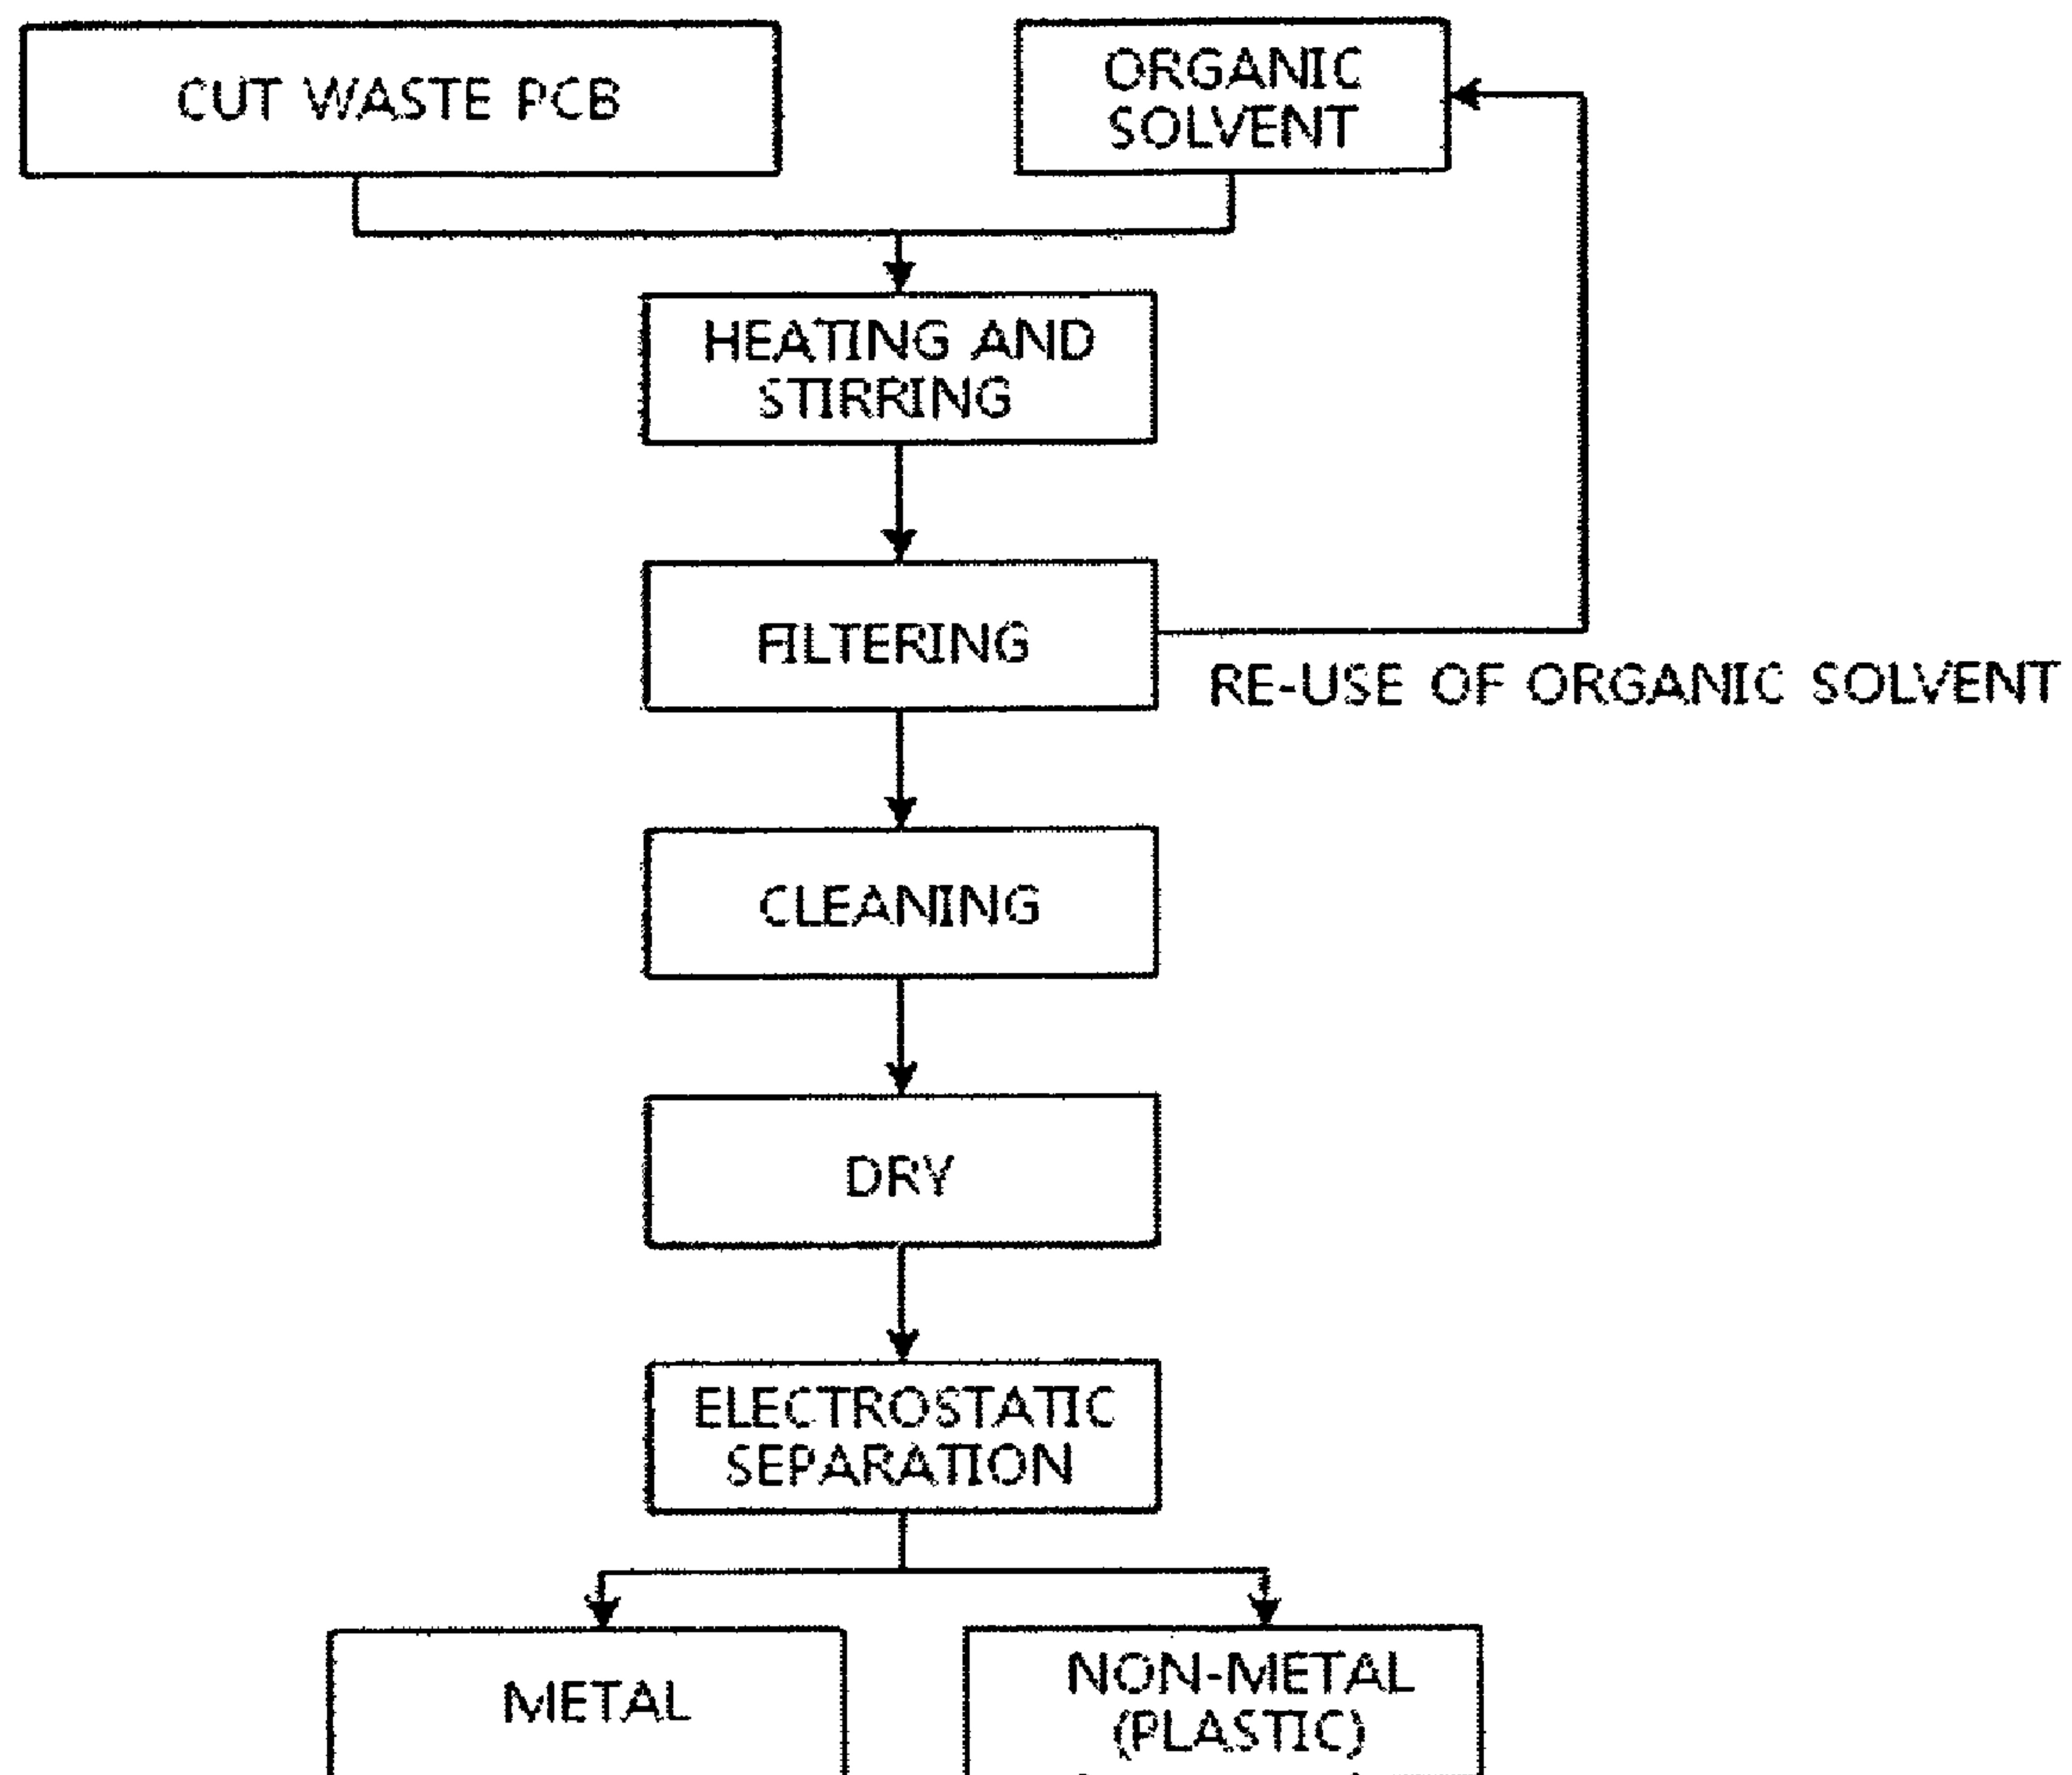 CUT WASTE PCB
ORGANIC
SOLVENT
HEATING AND
STIRRING
FILTERING
RE-USE OF ORGANIC SOLVENT
CLEANING
DRY
ELECTROSTATIC
SEPARATION
METAL
NON-METAL
(PLASTIC)